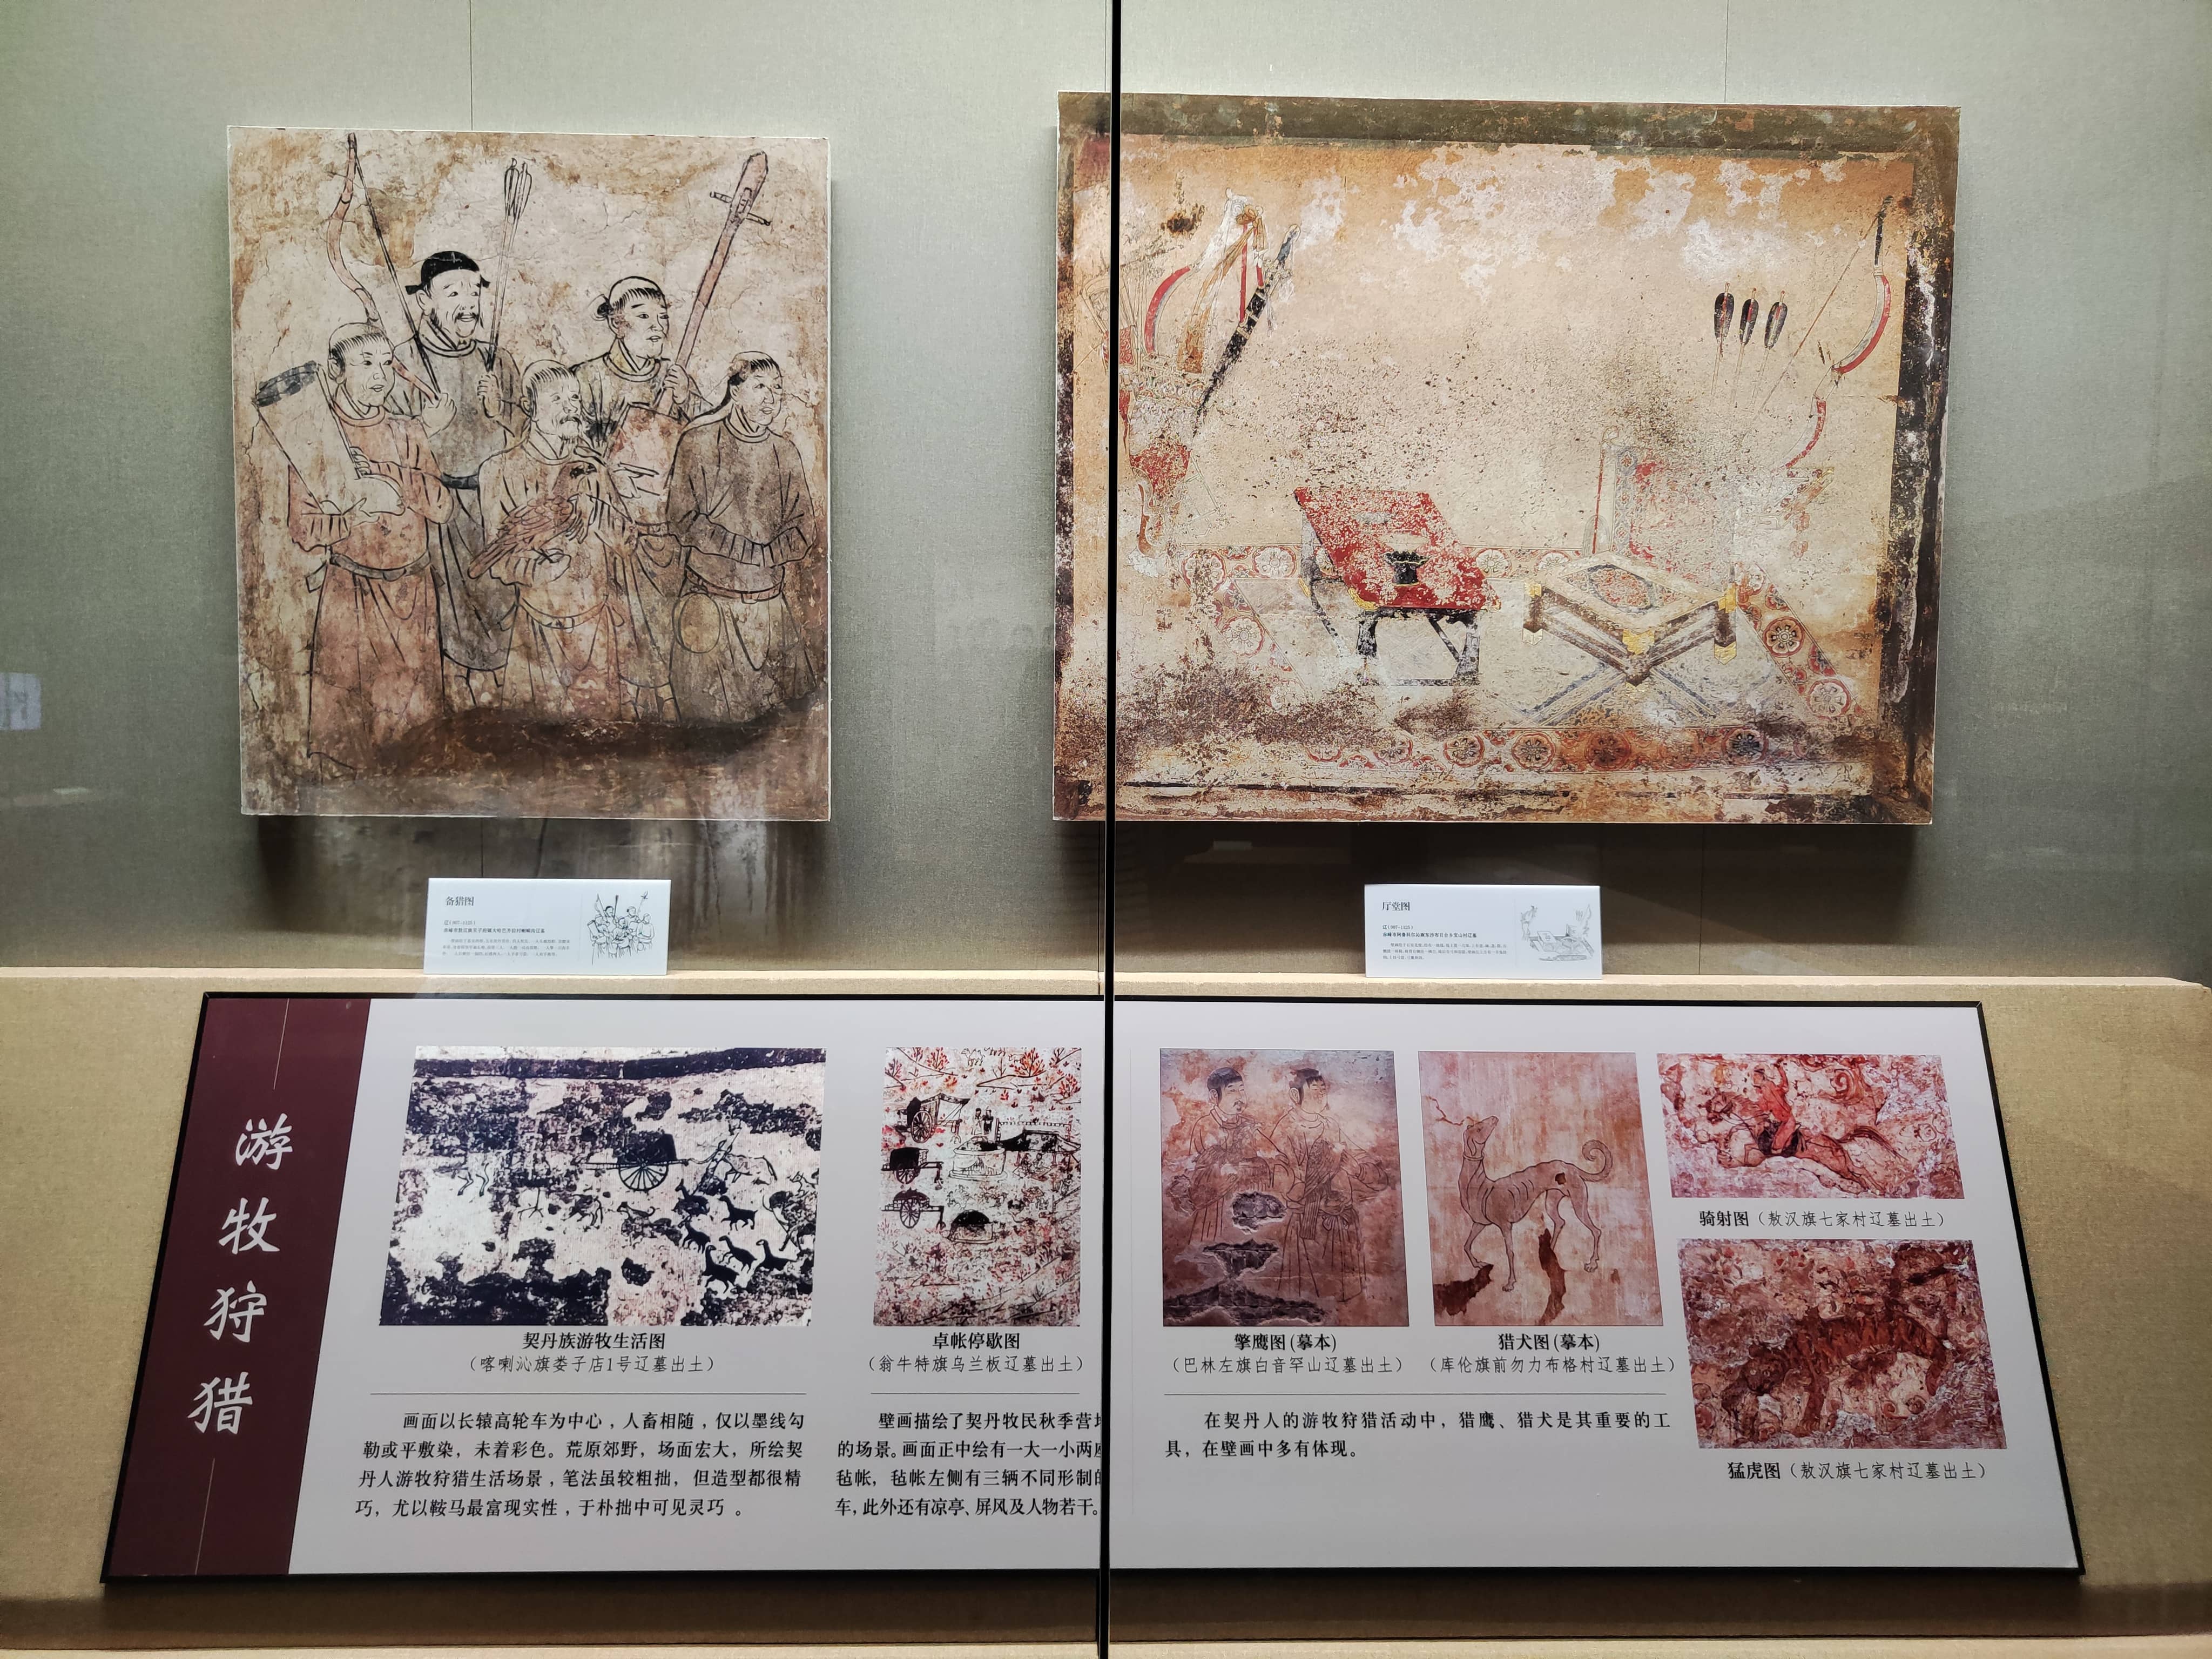 备猎图
辽(907-1125)
厅堂图
辽(907-1125)
游牧狩猎
契丹族游牧生活图
（喀喇沁旗娄子店1号辽墓出土）
画面以长辕高轮车为中心，人畜相随，仅以墨线勾
勒或平敷染，未着彩色。荒原郊野，场面宏大，所绘契
丹人游牧狩猎生活场景，笔法虽较粗拙，但造型都很精
巧，尤以鞍马最富现实性，于朴拙中可见灵巧。
卓帐停歇图
（翁牛特旗乌兰板辽墓出土）
壁画描绘了契丹牧民秋季营
的场景。画面正中绘有一大一小两
毡帐，毡帐左侧有三辆不同形制
车，此外还有凉亭、屏风及人物若干。
擎鹰图(摹本)
（巴林左旗白音罕山辽墓出土）
猎犬图(摹本)
（库伦旗前勿力布格村辽墓出土）
在契丹人的游牧狩猎活动中，猎鹰、猎犬是其重要的工
具，在壁画中多有体现。
骑射图（敖汉旗七家村辽墓出土）
猛虎图（敖汉旗七家村辽墓出土）